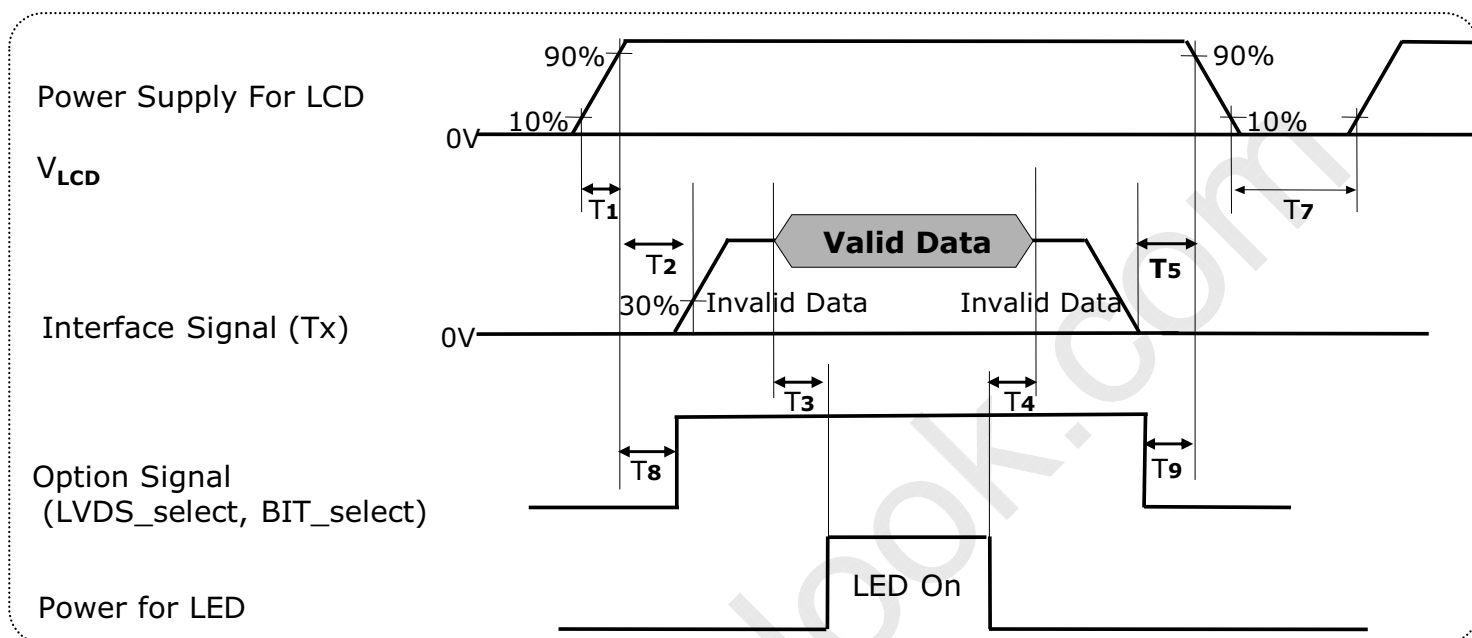 90%
90%
Power Supply For LCD
10%
10%
0V
VLCD
T1
T7
T2
Valid Data
T5
30%
Invalid Data
Invalid Data
Interface Signal (Tx)
0V
T3
T4
T8
T9
Option Signal
(LVDS_select, BIT_select)
LED On
Power for LED
look.com